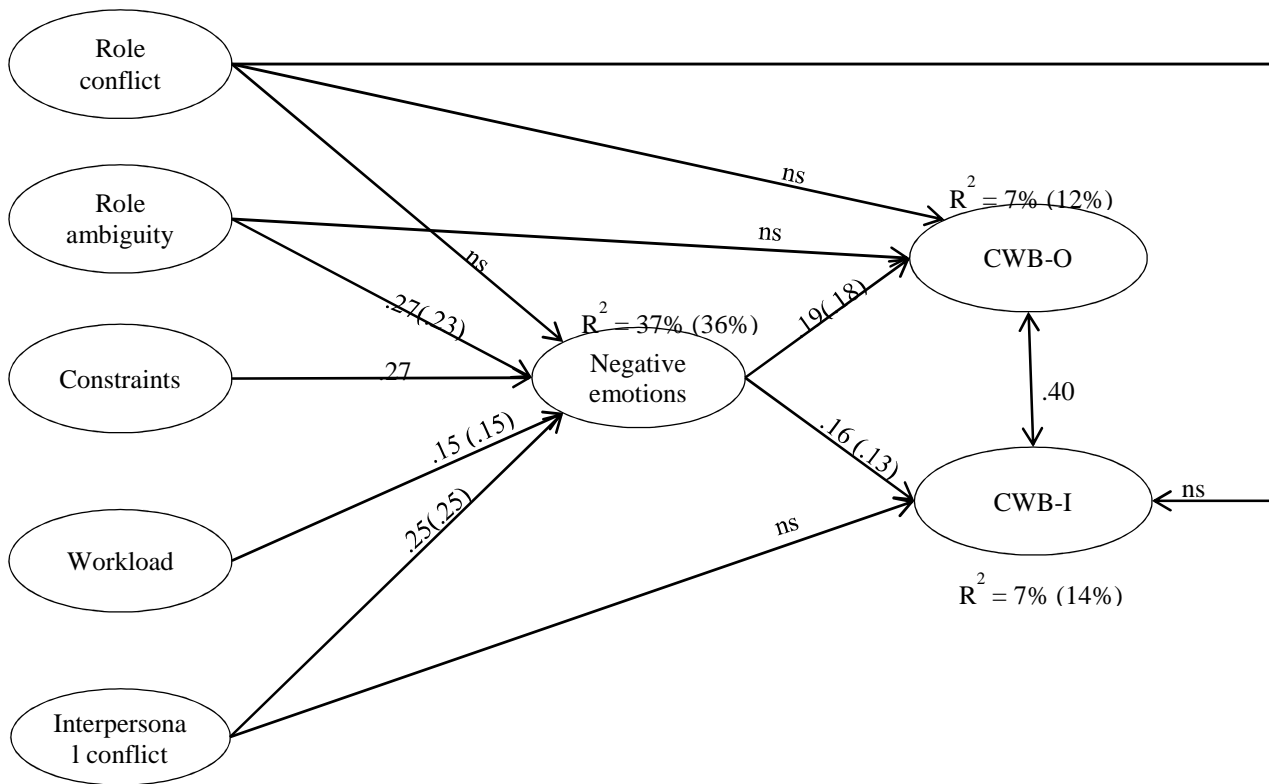 Role
conflict
ns
R² = 7% (12%)
Role
ambiguity
ns
CWB-O
ns
.27(.23)
R² = 37% (36%)
.19(.18)
Constraints
.27
Negative
emotions
.40
.15 (.15)
.16 (.13)
.25(.25)
ns
CWB-I
ns
Workload
R² = 7% (14%)
Interpersona
l conflict